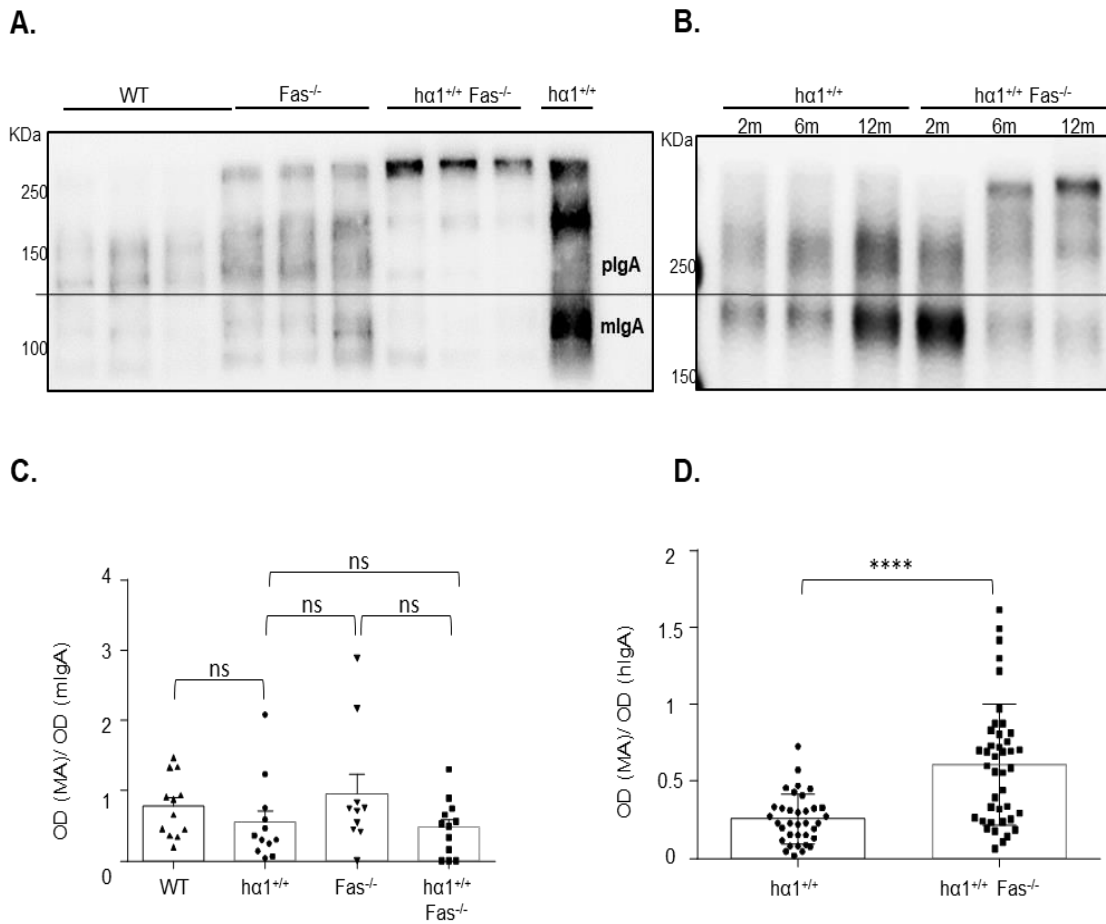 A.
B.
WT Fas-/- hα1+/+ Fas-/- hα1+/+
KDa
250
150
100
pIgA
mIgA
hα1+/+ hα1+/+ Fas-/-
2m 6m 12m 2m 6m 12m
KDa
250
150
C.
D.
OD (MA)/ OD (mIgA)
4
3
2
1
0
ns
ns ns
ns
WT hα1+/+ Fas-/- hα1+/+
Fas-/-
OD (MA)/ OD (hIgA)
2
1.5
1
0.5
0
****
hα1+/+ hα1+/+ Fas-/-